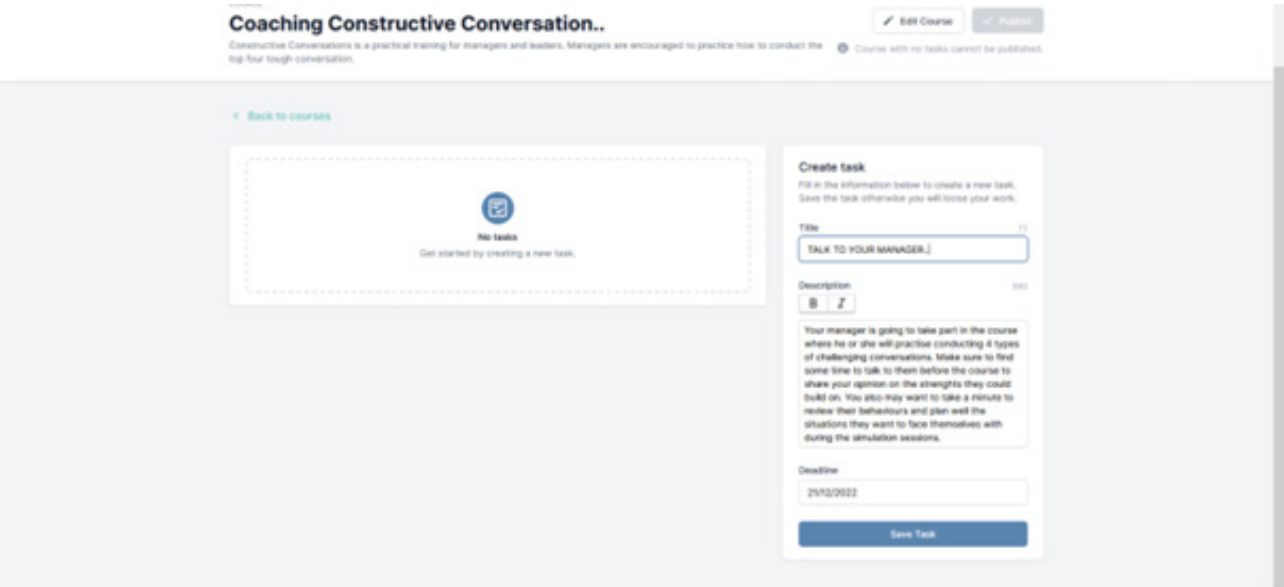 Coaching Constructive Conversation..
Edit Course
Publish
Constructive Conversations is a practical training for managers and leaders. Managers are encouraged to practice how to conduct the
top four tough conversation.
Course with no tasks cannot be published.
Back to courses
No tasks
Get started by creating a new task.
Create task
Fill in the information below to create a new task.
Save the task otherwise you will loose your work.
Title
TALK TO YOUR MANAGER.
Description
B I
Your manager is going to take part in the course
where he or she will practise conducting 4 types
of challenging conversations. Make sure to find
some time to talk to them before the course to
share your opinion on the strenghts they could
build on. You also may want to take a minute to
review their behaviours and plan well the
situations they want to face themselves with
during the simulation sessions.
Deadline
21/12/2022
Save Task